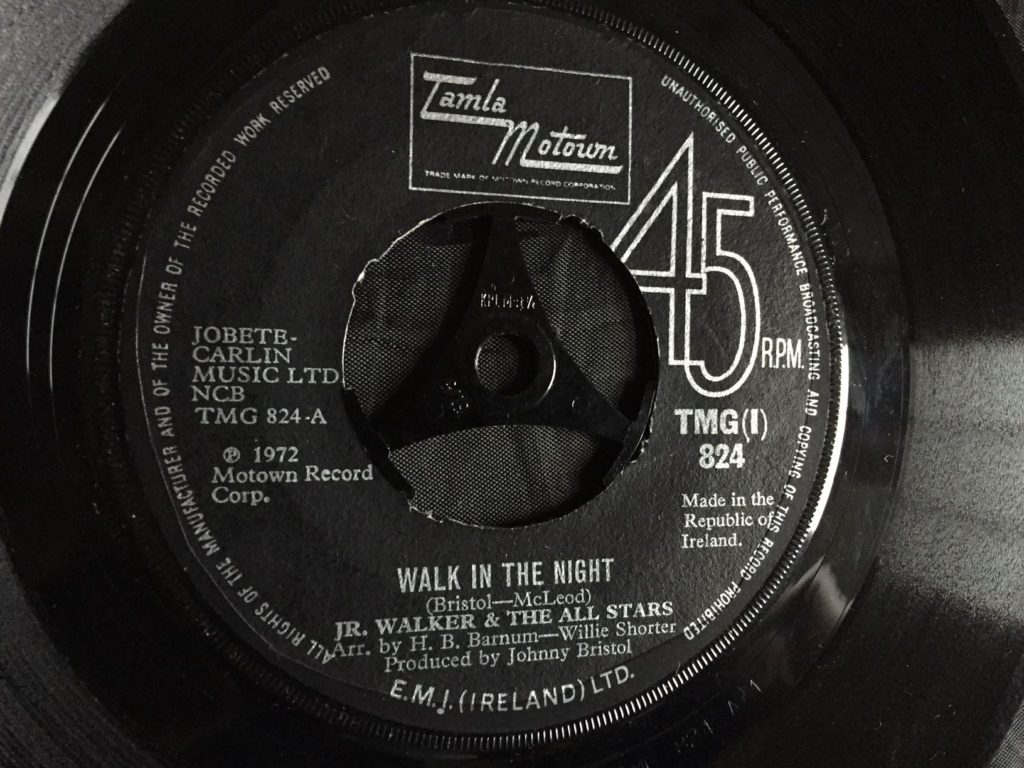 Tamla
Motown
TRADE MARK OF MOTOWN RECORD CORPORATION
45
R.P.M.
JOBETE-
CARLIN
MUSIC LTD
NCB
TMG 824-A
Ⓟ 1972
Motown Record
Corp.
TMG(I)
824
Made in the
Republic of
Ireland.
WALK IN THE NIGHT
(Bristol—McLeod)
JR. WALKER & THE ALL STARS
Arr. by H. B. Barnum—Willie Shorter
Produced by Johnny Bristol
E.M.I. (IRELAND) LTD.
ALL RIGHTS OF THE MANUFACTURER AND OF THE OWNER OF THE RECORDED WORK RESERVED
UNAUTHORISED PUBLIC PERFORMANCE BROADCASTING AND COPYING OF THIS RECORD PROHIBITED